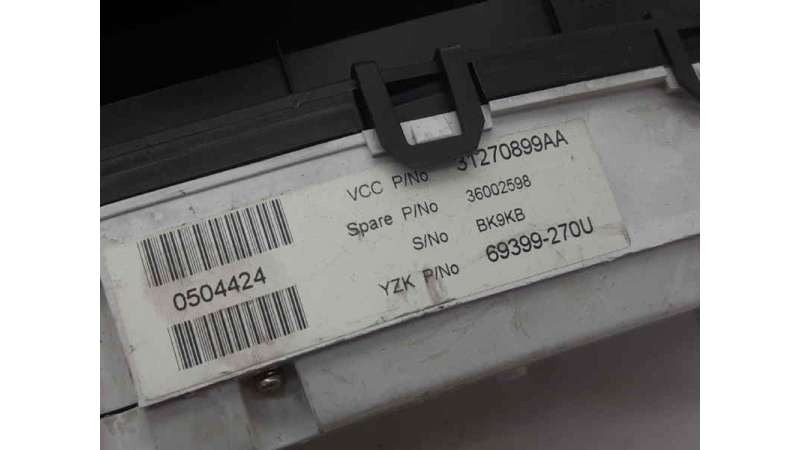 VCC P/No 31270899AA
Spare P/No 36002598
S/No BK9KB
YZK P/No 69399-270U
0504424